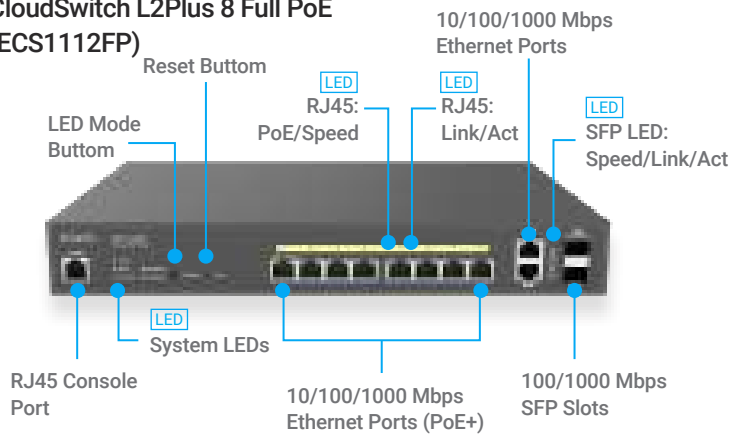 CloudSwitch L2Plus 8 Full PoE
ECS1112FP)
10/100/1000 Mbps
Ethernet Ports
Reset Buttom
LED
RJ45:
PoE/Speed
LED
RJ45:
Link/Act
LED
SFP LED:
Speed/Link/Act
LED Mode
Buttom
LED
System LEDs
RJ45 Console
Port
10/100/1000 Mbps
Ethernet Ports (PoE+)
100/1000 Mbps
SFP Slots